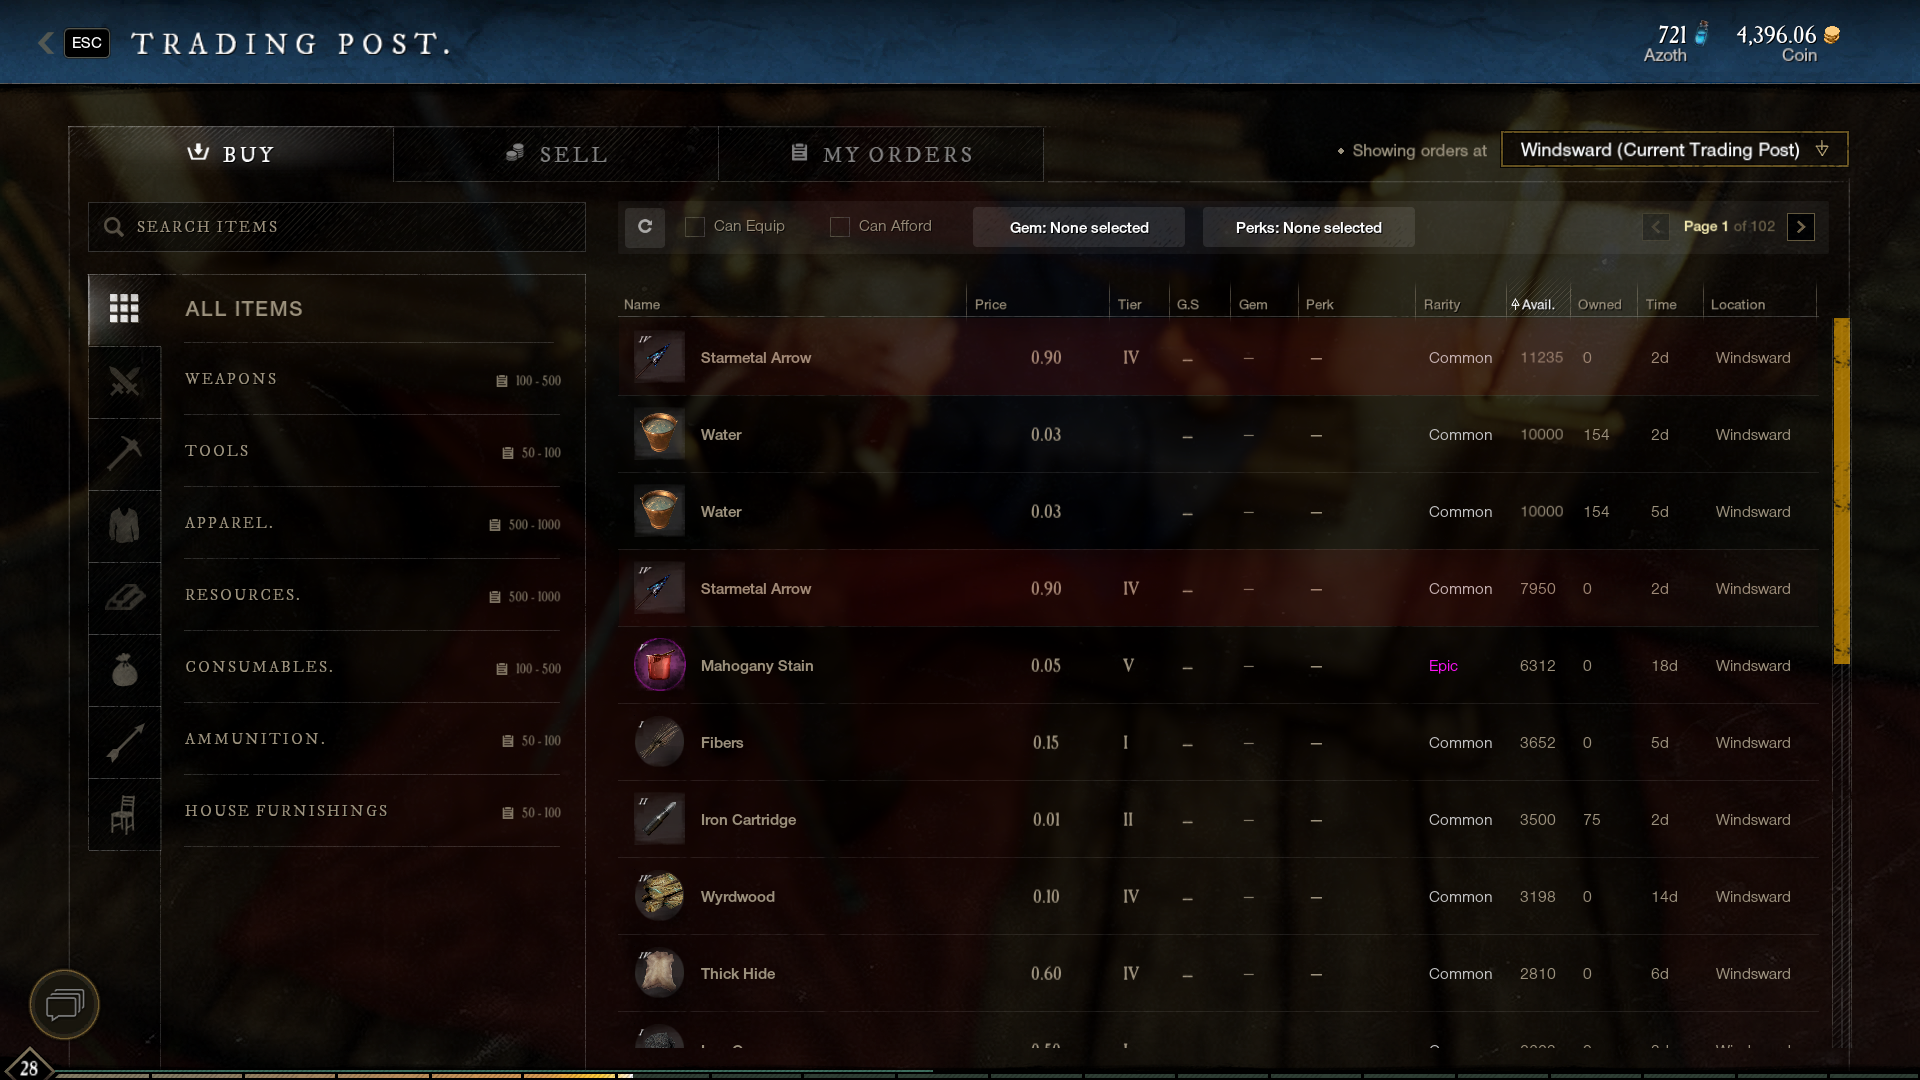 ESC TRADING POST.
721 4,396.06
Azoth Coin
BUY SELL MY ORDERS
Showing orders at Windsward (Current Trading Post)
SEARCH ITEMS
Can Equip Can Afford Gem: None selected Perks: None selected Page 1 of 102
ALL ITEMS
WEAPONS 100 - 500
TOOLS 50 - 100
APPAREL. 500 - 1000
RESOURCES. 500 - 1000
CONSUMABLES. 100 - 500
AMMUNITION. 50 - 100
HOUSE FURNISHINGS 50 - 100
Name Price Tier G.S Gem Perk Rarity Avail. Owned Time Location
IV Starmetal Arrow 0.90 IV – – – Common 11235 0 2d Windsward
Water 0.03 – – – Common 10000 154 2d Windsward
Water 0.03 – – – Common 10000 154 5d Windsward
IV Starmetal Arrow 0.90 IV – – – Common 7950 0 2d Windsward
V Mahogany Stain 0.05 V – – – Epic 6312 0 18d Windsward
I Fibers 0.15 I – – – Common 3652 0 5d Windsward
II Iron Cartridge 0.01 II – – – Common 3500 75 2d Windsward
IV Wyrdwood 0.10 IV – – – Common 3198 0 14d Windsward
IV Thick Hide 0.60 IV – – – Common 2810 0 6d Windsward
28